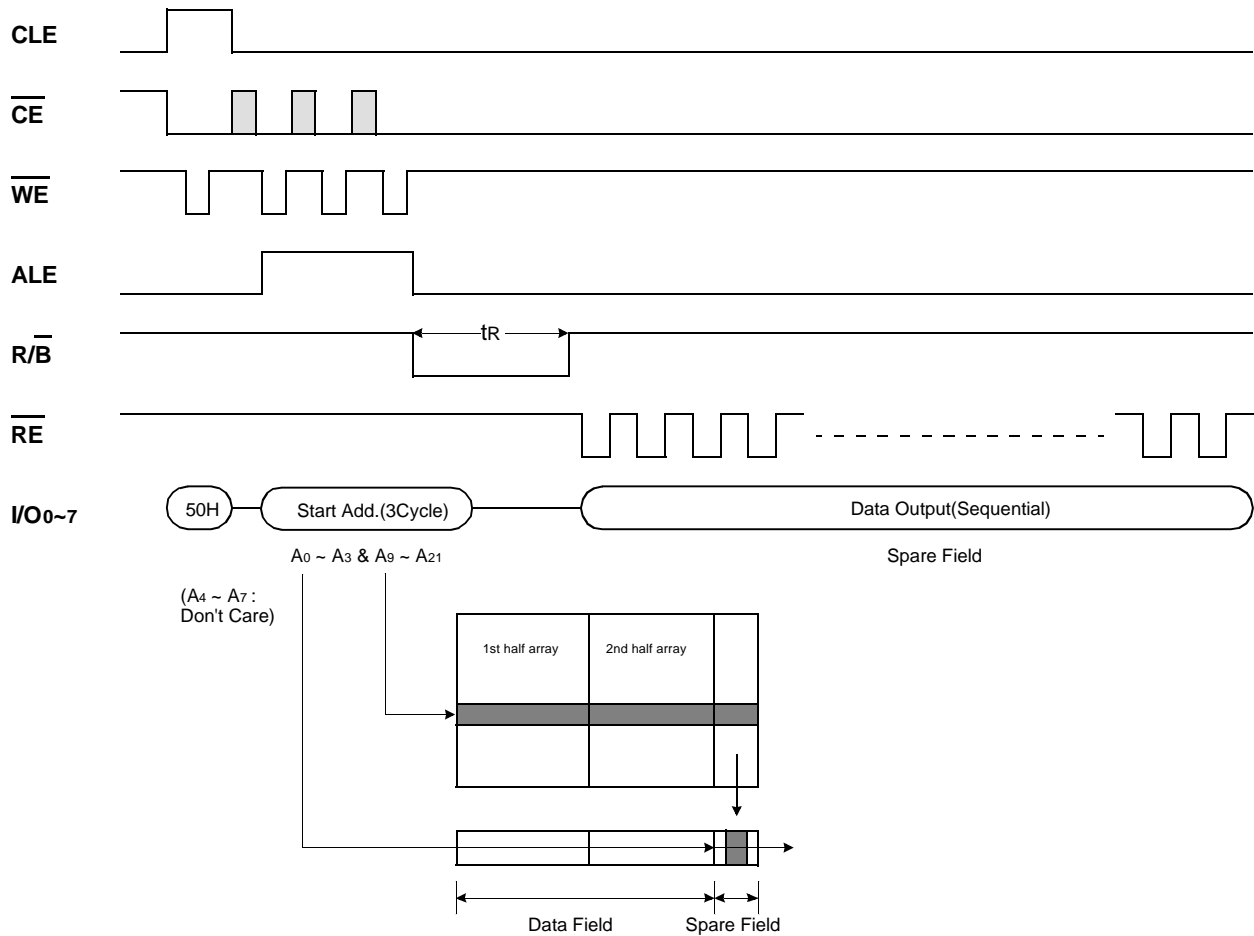 CLE
CE
WE
ALE
R/B
tR
RE
I/O0~7
50H
Start Add.(3Cycle)
Data Output(Sequential)
A0 ~ A3 & A9 ~ A21
Spare Field
(A4 ~ A7 :
Don't Care)
1st half array
2nd half array
Data Field
Spare Field